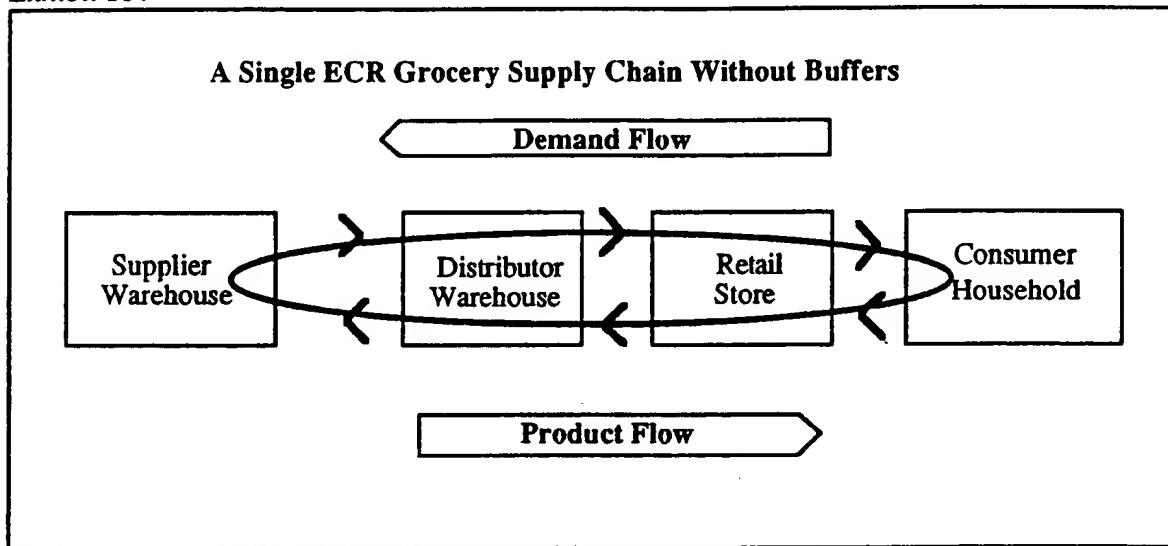 A Single ECR Grocery Supply Chain Without Buffers
Demand Flow
Supplier
Warehouse
Distributor
Warehouse
Retail
Store
Consumer
Household
Product Flow